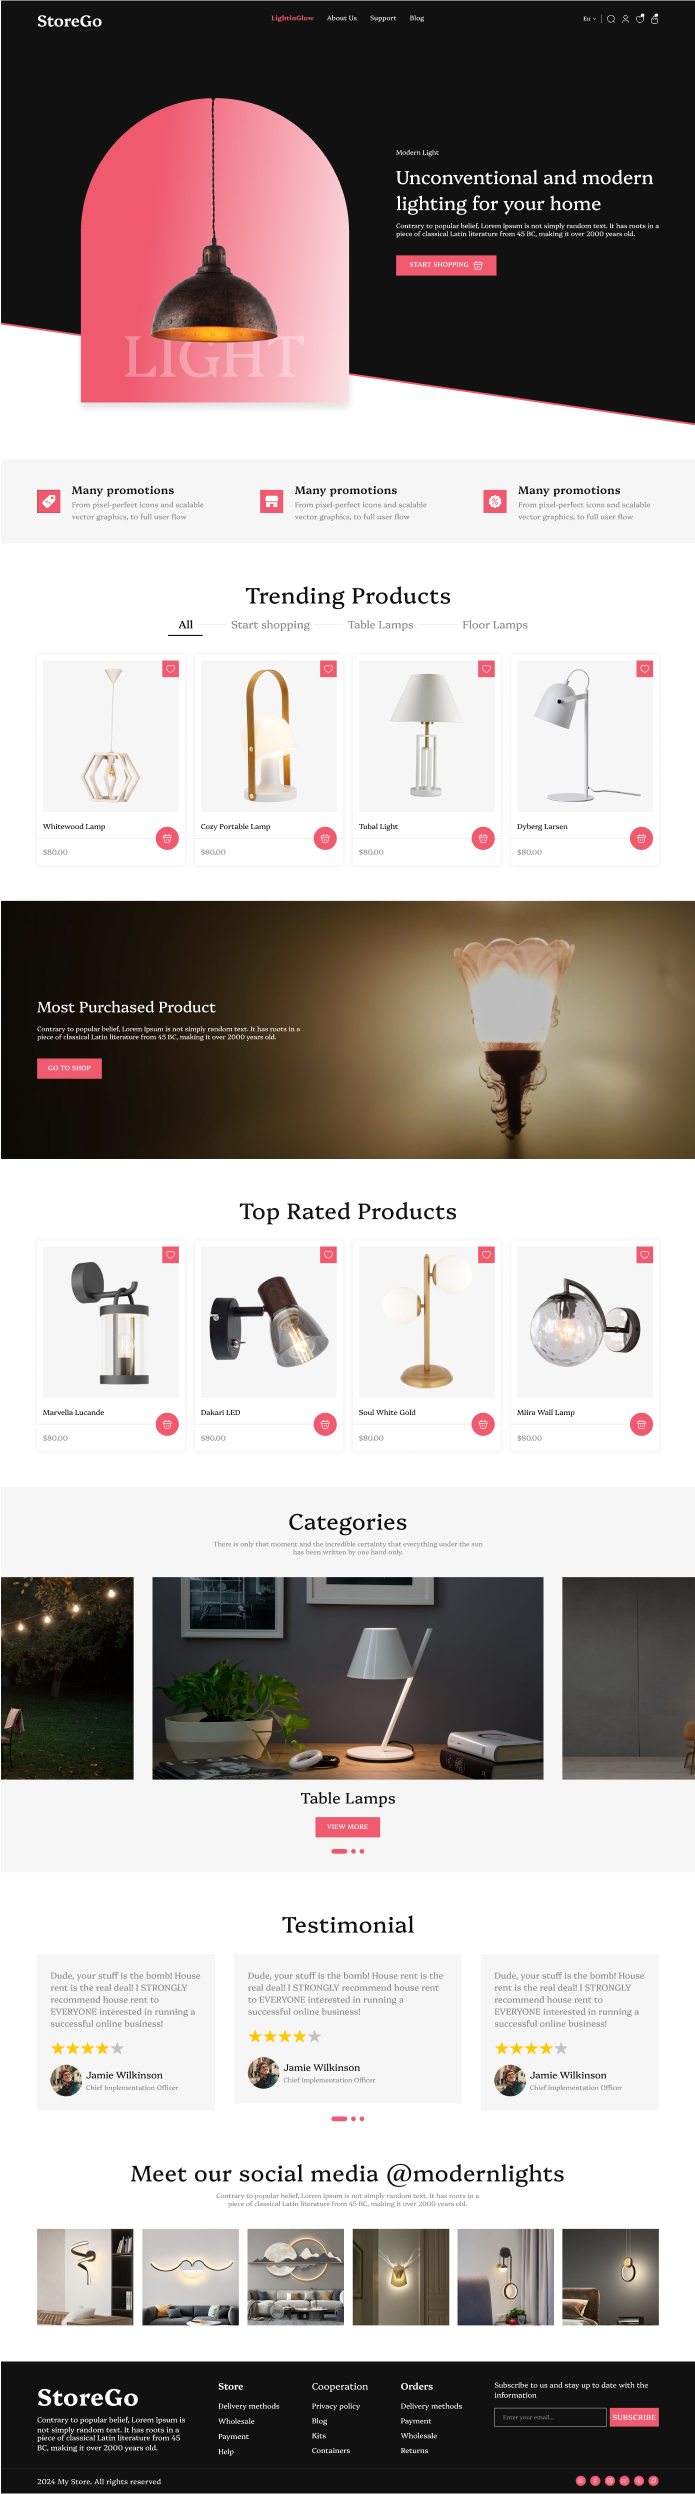 StoreGo
LightinGlow
About Us
Support
Blog
En
Modern Light
Unconventional and modern
lighting for your home
Contrary to popular belief, Lorem Ipsum is not simply random text. It has roots in a
piece of classical Latin literature from 45 BC, making it over 2000 years old.
START SHOPPING
LIGHT
Many promotions
From pixel-perfect icons and scalable
vector graphics, to full user flow
Many promotions
From pixel-perfect icons and scalable
vector graphics, to full user flow
Many promotions
From pixel-perfect icons and scalable
vector graphics, to full user flow
Trending Products
All
Start shopping
Table Lamps
Floor Lamps
Whitewood Lamp
$80.00
Cozy Portable Lamp
$80.00
Tubal Light
$80.00
Dyberg Larsen
$80.00
Most Purchased Product
Contrary to popular belief, Lorem Ipsum is not simply random text. It has roots in a
piece of classical Latin literature from 45 BC, making it over 2000 years old.
GO TO SHOP
Top Rated Products
Marvella Lucande
$80.00
Dakari LED
$80.00
Soul White Gold
$80.00
Miira Wall Lamp
$80.00
Categories
There is only that moment and the incredible certainty that everything under the sun
has been written by one hand only.
Table Lamps
VIEW MORE
Testimonial
Dude, your stuff is the bomb! House
rent is the real deal! I STRONGLY
recommend house rent to
EVERYONE interested in running a
successful online business!
Jamie Wilkinson
Chief Implementation Officer
Dude, your stuff is the bomb! House rent is the
real deal! I STRONGLY recommend house rent
to EVERYONE interested in running a
successful online business!
Jamie Wilkinson
Chief Implementation Officer
Dude, your stuff is the bomb! House
rent is the real deal! I STRONGLY
recommend house rent to
EVERYONE interested in running a
successful online business!
Jamie Wilkinson
Chief Implementation Officer
Meet our social media @modernlights
Contrary to popular belief, Lorem Ipsum is not simply random text. It has roots in a
piece of classical Latin literature from 45 BC, making it over 2000 years old.
StoreGo
Contrary to popular belief, Lorem Ipsum is
not simply random text. It has roots in a
piece of classical Latin literature from 45
BC, making it over 2000 years old.
Store
Delivery methods
Wholesale
Payment
Help
Cooperation
Privacy policy
Blog
Kits
Containers
Orders
Delivery methods
Payment
Wholesale
Returns
Subscribe to us and stay up to date with the
information
Enter your email...
SUBSCRIBE
2024 My Store. All rights reserved